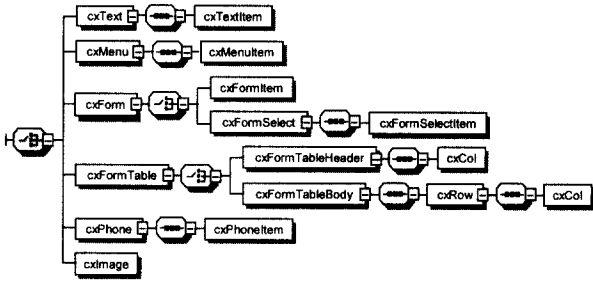 cxText
cxTextItem
cxMenu
cxMenuItem
cxForm
cxFormItem
cxFormSelect
cxFormSelectItem
cxFormTable
cxFormTableHeader
cxCol
cxFormTableBody
cxRow
cxCol
cxPhone
cxPhoneItem
cxImage